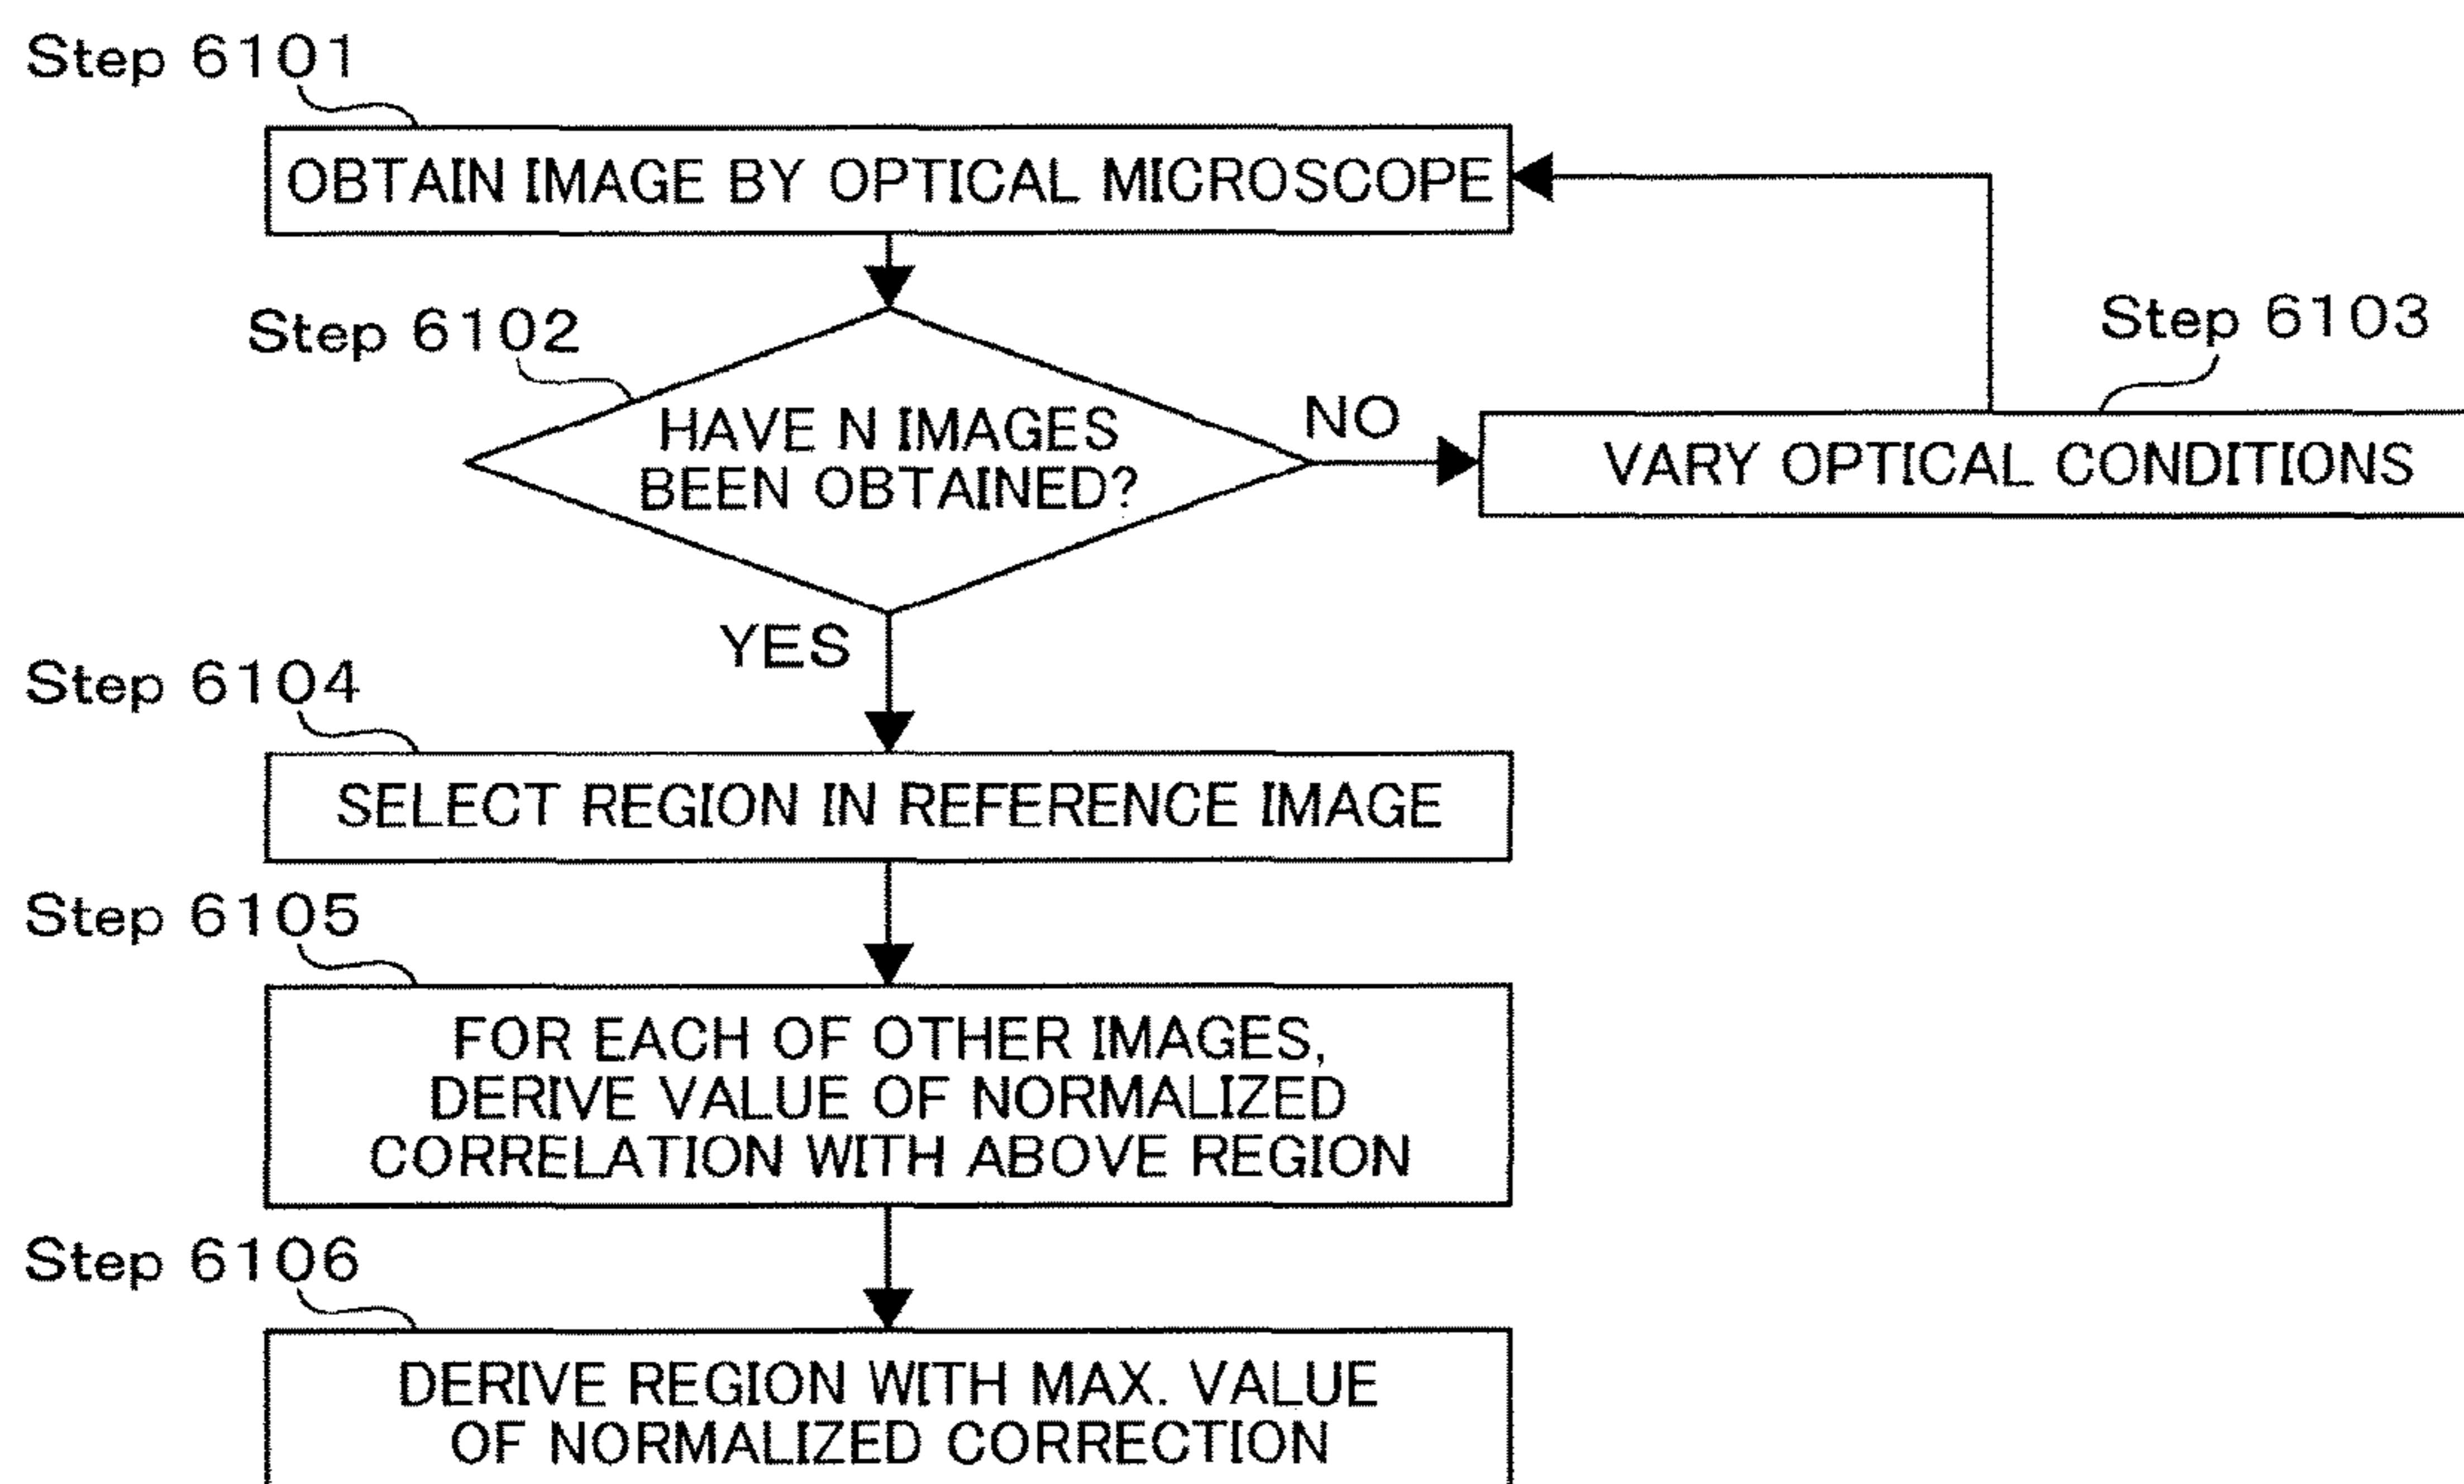 Step 6101
OBTAIN IMAGE BY OPTICAL MICROSCOPE
Step 6102
HAVE N IMAGES
BEEN OBTAINED?
NO
Step 6103
VARY OPTICAL CONDITIONS
YES
Step 6104
SELECT REGION IN REFERENCE IMAGE
Step 6105
FOR EACH OF OTHER IMAGES,
DERIVE VALUE OF NORMALIZED
CORRELATION WITH ABOVE REGION
Step 6106
DERIVE REGION WITH MAX. VALUE
OF NORMALIZED CORRECTION